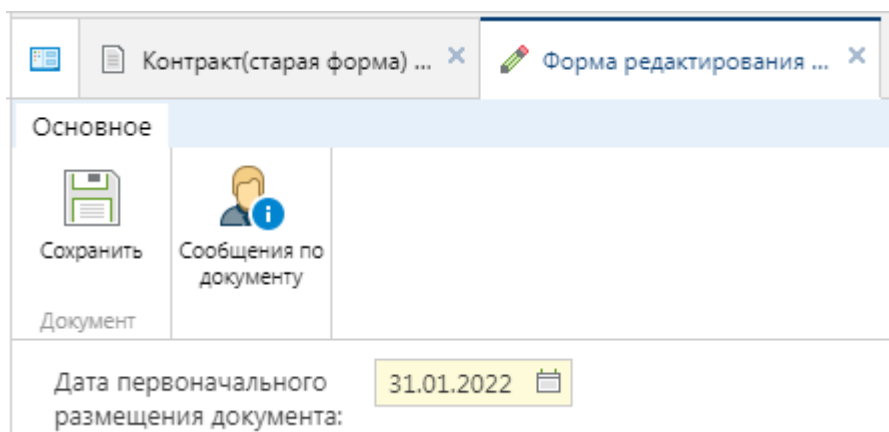 Контракт(старая форма) ...
Форма редактирования ...
Основное
Сохранить
Сообщения по
документу
Документ
Дата первоначального
размещения документа:
31.01.2022